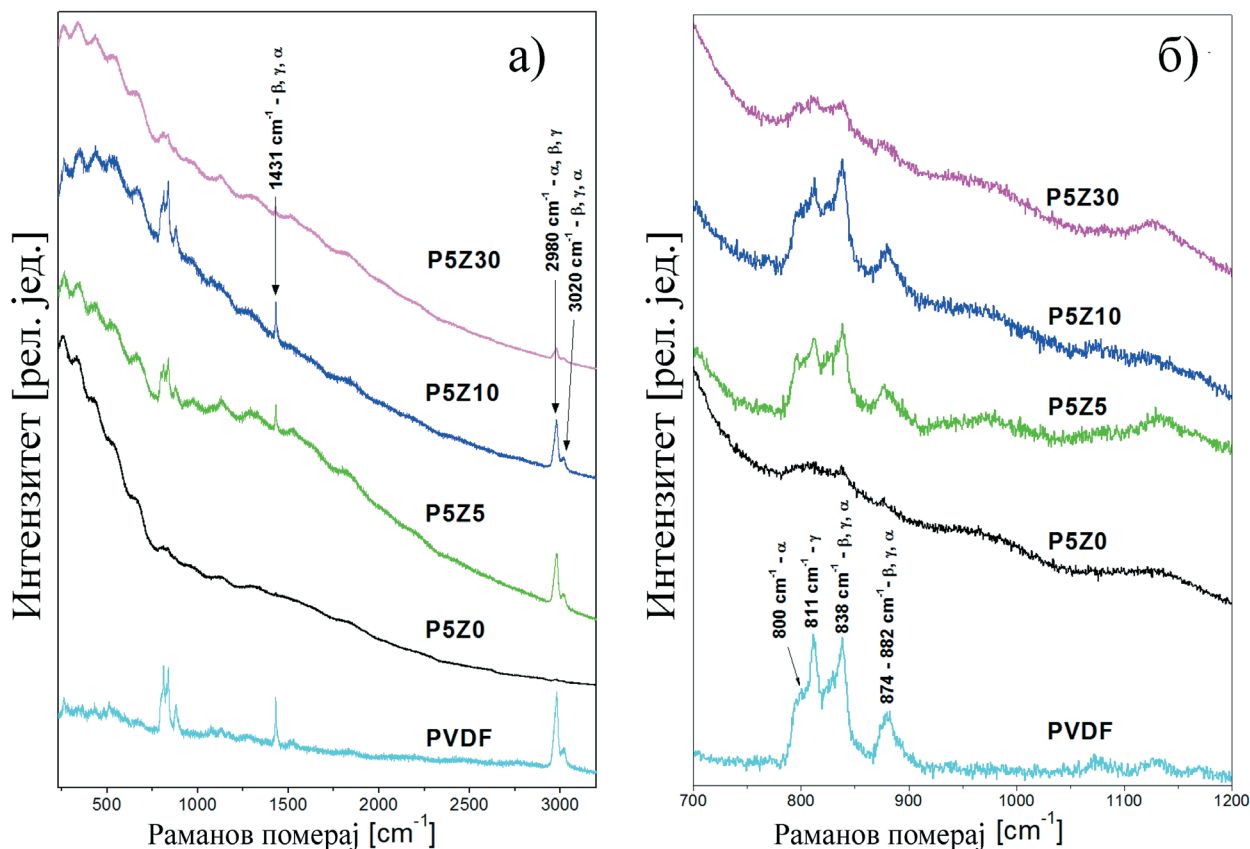 а)
1431 cm⁻¹ - β, γ, α
2980 cm⁻¹ - α, β, γ
3020 cm⁻¹ - β, γ, α
P5Z30
P5Z10
P5Z5
P5Z0
PVDF
Интензитет [рел. јед.]
500 1000 1500 2000 2500 3000
Раманов померај [cm⁻¹]
б)
P5Z30
P5Z10
P5Z5
P5Z0
800 cm⁻¹ - α
811 cm⁻¹ - γ
838 cm⁻¹ - β, γ, α
874 - 882 cm⁻¹- β, γ, α
PVDF
Интензитет [рел. јед.]
700 800 900 1000 1100 1200
Раманов померај [cm⁻¹]